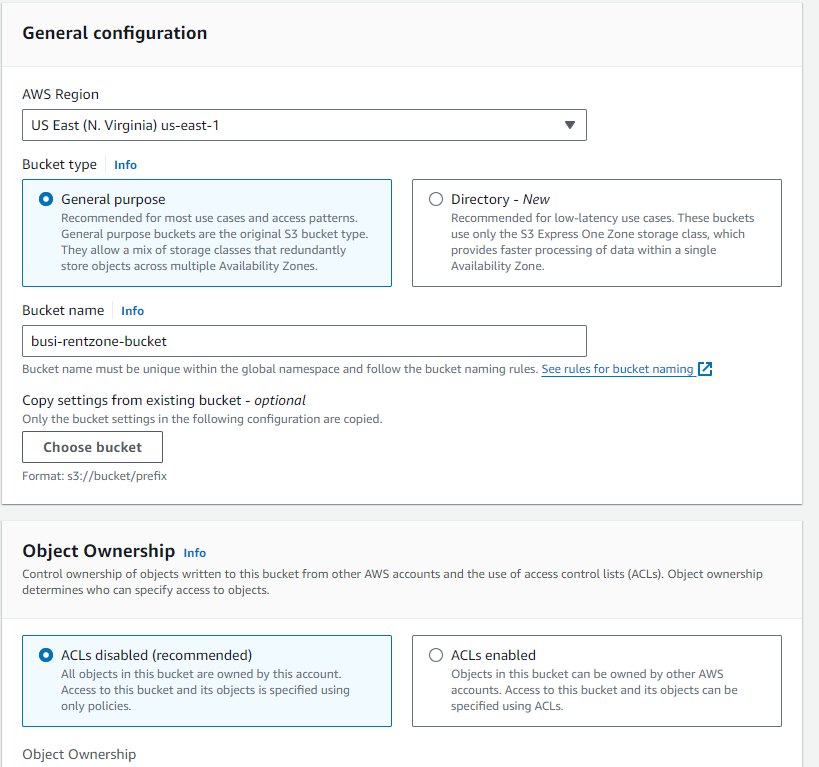 General configuration
AWS Region
US East (N. Virginia) us-east-1
Bucket type Info
General purpose
Recommended for most use cases and access patterns.
General purpose buckets are the original S3 bucket type.
They allow a mix of storage classes that redundantly
store objects across multiple Availability Zones.
Directory - New
Recommended for low-latency use cases. These buckets
use only the S3 Express One Zone storage class, which
provides faster processing of data within a single
Availability Zone.
Bucket name Info
busi-rentzone-bucket
Bucket name must be unique within the global namespace and follow the bucket naming rules. See rules for bucket naming
Copy settings from existing bucket - optional
Only the bucket settings in the following configuration are copied.
Choose bucket
Format: s3://bucket/prefix
Object Ownership Info
Control ownership of objects written to this bucket from other AWS accounts and the use of access control lists (ACLs). Object ownership
determines who can specify access to objects.
ACLs disabled (recommended)
All objects in this bucket are owned by this account.
Access to this bucket and its objects is specified using
only policies.
ACLs enabled
Objects in this bucket can be owned by other AWS
accounts. Access to this bucket and its objects can be
specified using ACLs.
Object Ownership